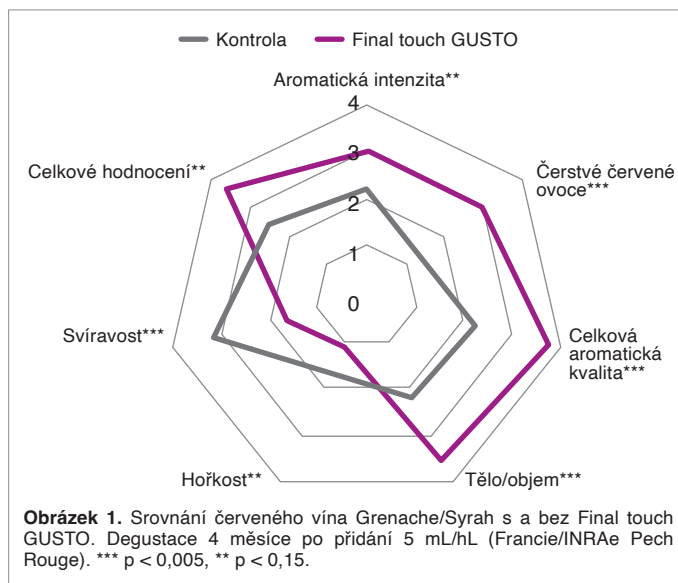 Kontrola Final touch GUSTO
Aromatická intenzita**
4
3
2
1
0
Čerstvé červené
ovoce***
Celková
aromatická
kvalita***
Tělo/objem***
Hořkost**
Svíravost***
Celkové hodnocení**
Obrázek 1. Srovnání červeného vína Grenache/Syrah s a bez Final touch
GUSTO. Degustace 4 měsíce po přidání 5 mL/hL (Francie/INRAe Pech
Rouge). *** p < 0,005, ** p < 0,15.